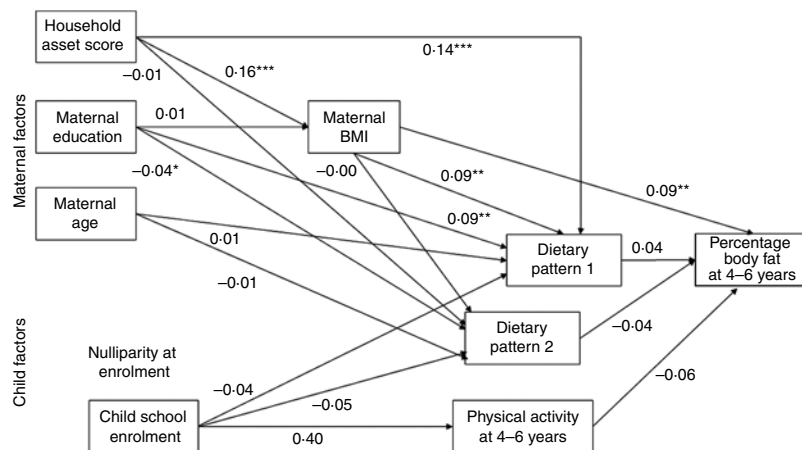 Household
asset score
0·14***
–0·01
0·16***
Maternal factors
Maternal
education
0·01
Maternal
BMI
–0·04*
–0·00
0·09**
0·09**
0·09**
Maternal
age
0·01
–0·01
Dietary
pattern 1
0·04
Percentage
body fat
at 4–6 years
Child factors
Nulliparity at
enrolment
Dietary
pattern 2
–0·04
–0·04
–0·05
–0·06
Child school
enrolment
0·40
Physical activity
at 4–6 years